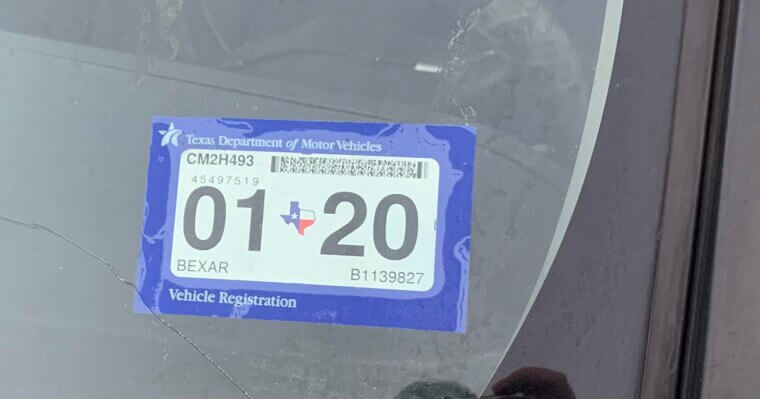 Texas Department of Motor Vehicles
CM2H493
45497519
01 20
BEXAR B1139827
Vehicle Registration